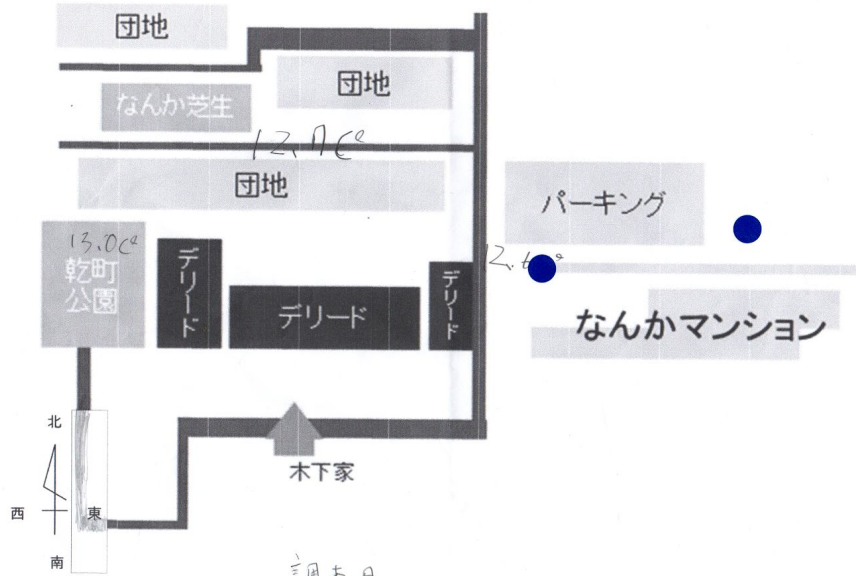 団地
団地
なんか芝生
12.7C°
団地
パーキング
13.0C°
乾町
公園
デリード
デリード
デリード
なんかマンション
木下家
北
西
東
南